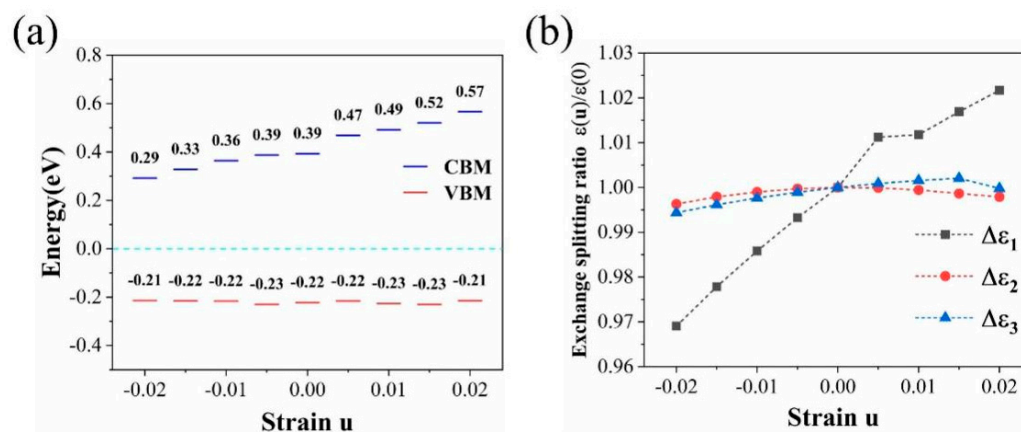 (a)
Energy(eV)
0.8
0.6
0.4
0.2
0.0
-0.2
-0.4
0.29 0.33 0.36 0.39 0.39 0.47 0.49 0.52 0.57
CBM
VBM
-0.21 -0.22 -0.22 -0.23 -0.22 -0.22 -0.23 -0.23 -0.21
-0.02 -0.01 0.00 0.01 0.02
Strain u
(b)
Exchange splitting ratio ε(u)/ε(0)
1.03
1.02
1.01
1.00
0.99
0.98
0.97
0.96
Δε1
Δε2
Δε3
-0.02 -0.01 0.00 0.01 0.02
Strain u